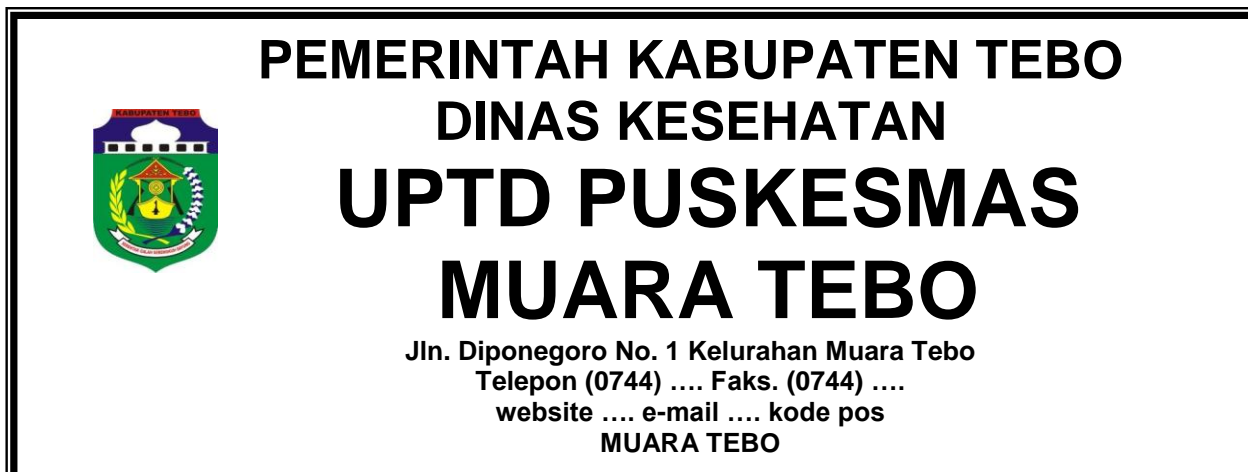 PEMERINTAH KABUPATEN TEBO
DINAS KESEHATAN
KABUPATEN TEBO
UPTD PUSKESMAS
MUARA TEBO
Jln. Diponegoro No. 1 Kelurahan Muara Tebo
Telepon (0744) …. Faks. (0744) ….
website …. e-mail …. kode pos
MUARA TEBO